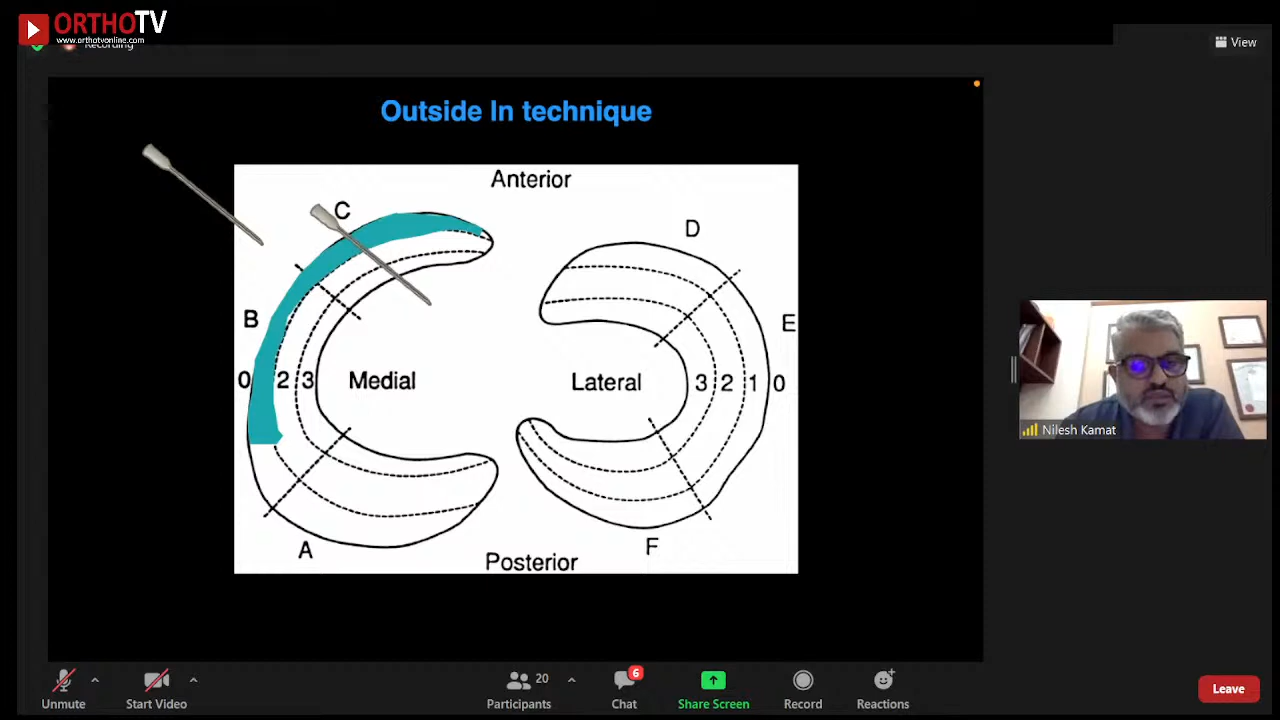 ORTHOTV
www.orthotvonline.com
Recording
View
Outside In technique
Anterior
C
D
B
E
0 2 3 Medial
Lateral 3 2 1 0
A
F
Posterior
Nilesh Kamat
20
6
Unmute
Start Video
Participants
Chat
Share Screen
Record
Reactions
Leave